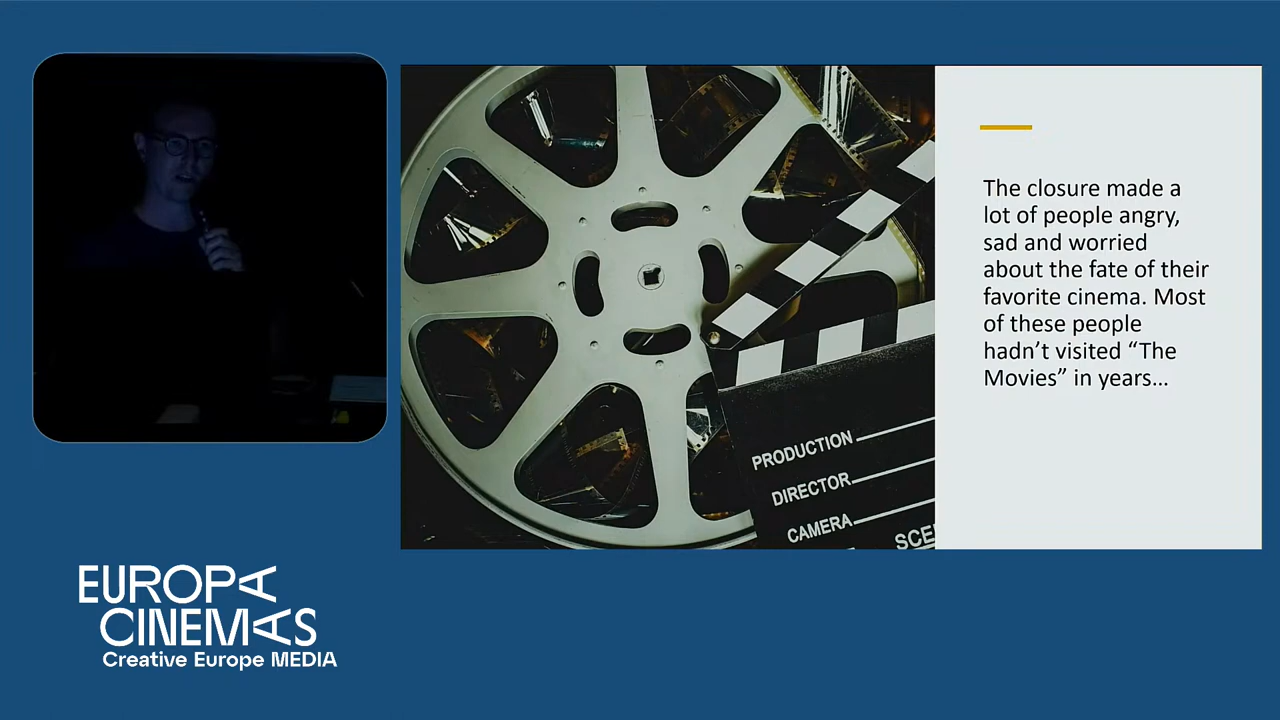 The closure made a
lot of people angry,
sad and worried
about the fate of their
favorite cinema. Most
of these people
hadn’t visited “The
Movies” in years...
PRODUCTION
DIRECTOR
CAMERA
SCE
EUROPA
CINEMAS
Creative Europe MEDIA